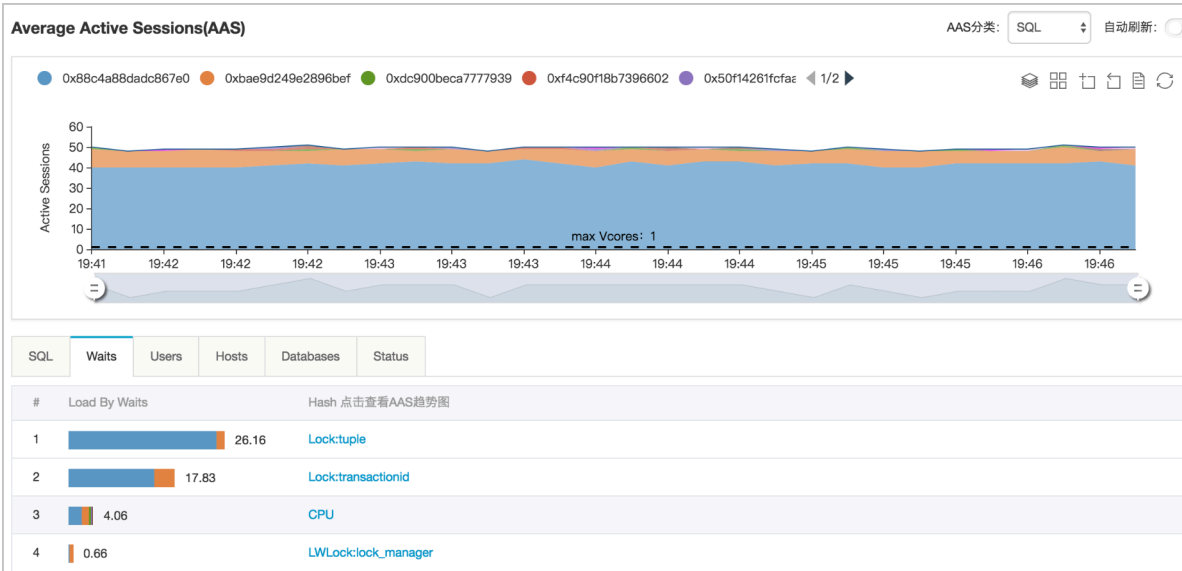 Average Active Sessions(AAS)
AAS分类: SQL 自动刷新:
0x88c4a88dadc867e0 0xbae9d249e2896bef 0xdc900beca7777939 0xf4c90f18b7396602 0x50f14261fcfaa 1/2
Active Sessions
60
50
40
30
20
10
0
max Vcores: 1
19:41 19:42 19:42 19:42 19:43 19:43 19:43 19:44 19:44 19:44 19:45 19:45 19:45 19:46 19:46
SQL Waits Users Hosts Databases Status
# Load By Waits Hash 点击查看AAS趋势图
1 26.16 Lock:tuple
2 17.83 Lock:transactionid
3 4.06 CPU
4 0.66 LWLock:lock_manager